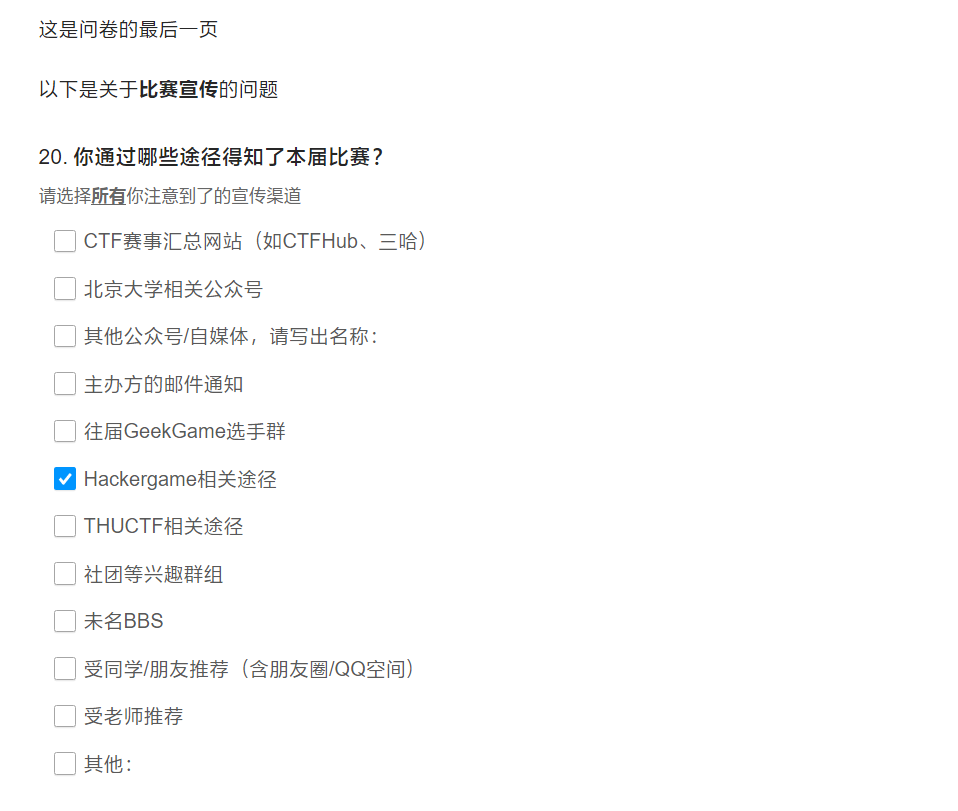 这是问卷的最后一页
以下是关于比赛宣传的问题
20. 你通过哪些途径得知了本届比赛？
请选择所有你注意到了的宣传渠道
CTF赛事汇总网站（如CTFHub、三哈）
北京大学相关公众号
其他公众号/自媒体，请写出名称：
主办方的邮件通知
往届GeekGame选手群
Hackergame相关途径
THUCTF相关途径
社团等兴趣群组
未名BBS
受同学/朋友推荐（含朋友圈/QQ空间）
受老师推荐
其他：